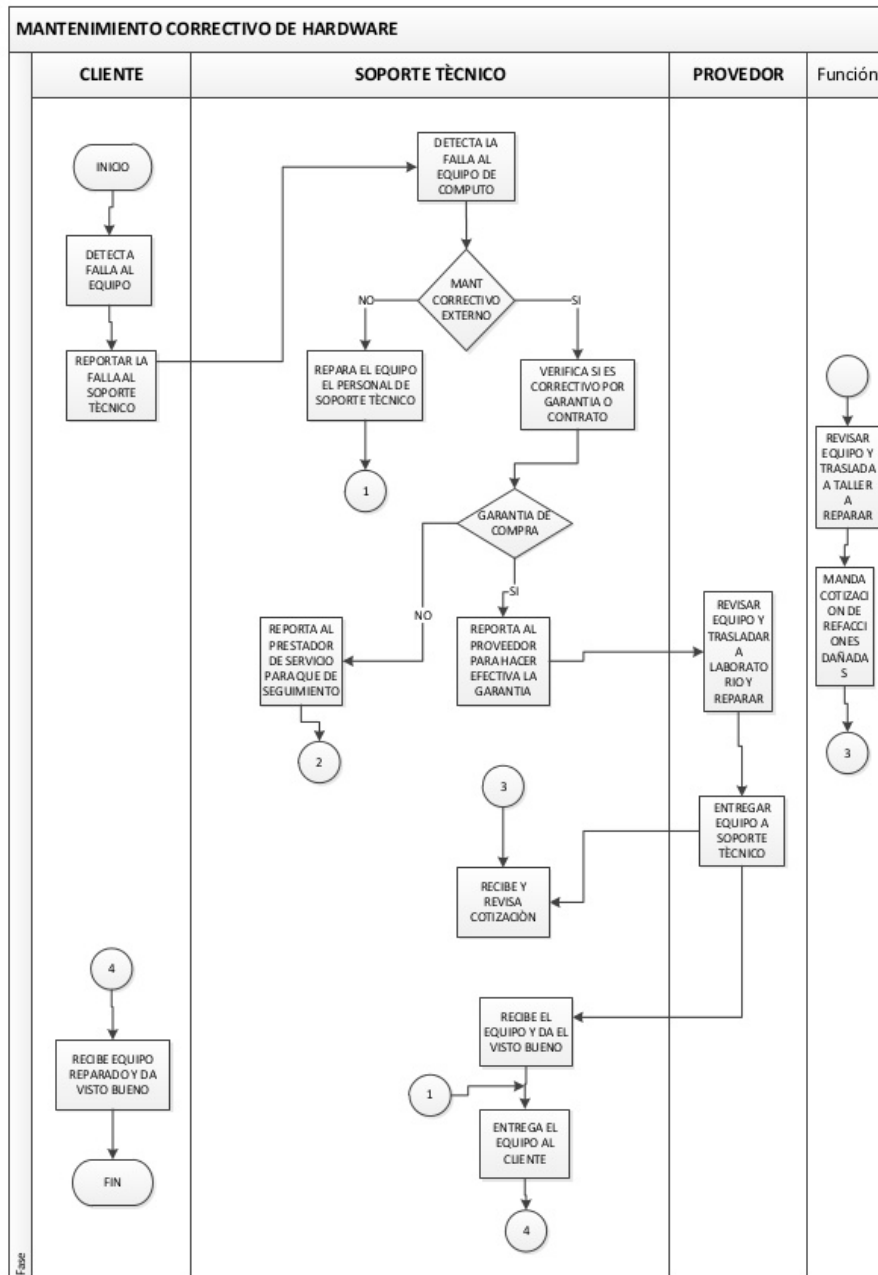 MANTENIMIENTO CORRECTIVO DE HARDWARE
CLIENTE
SOPORTE TÈCNICO
PROVEDOR
Función
INICIO
DETECTA
FALLA AL
EQUIPO
REPORTAR LA
FALLA AL
SOPORTE
TÈCNICO
DETECTA LA
FALLA AL
EQUIPO DE
COMPUTO
MANT
CORRECTIVO
EXTERNO
NO
SI
REPARA EL EQUIPO
EL PERSONAL DE
SOPORTE TÈCNICO
1
VERIFICA SI ES
CORRECTIVO POR
GARANTIA O
CONTRATO
GARANTIA DE
COMPRA
NO
SI
REPORTA AL
PRESTADOR
DE SERVICIO
PARA QUE DE
SEGUIMIENTO
2
REPORTA AL
PROVEEDOR
PARA HACER
EFECTIVA LA
GARANTIA
REVISAR
EQUIPO Y
TRASLADAR
A
LABORATO
RIO Y
REPARAR
REVISAR
EQUIPO Y
TRASLADA
A TALLER
A
REPARAR
MANDA
COTIZACI
ON DE
REFACCI
ONES
DAÑADA
S
3
3
ENTREGAR
EQUIPO A
SOPORTE
TÈCNICO
RECIBE Y
REVISA
COTIZACIÒN
4
RECIBE EQUIPO
REPARADO Y DA
VISTO BUENO
FIN
RECIBE EL
EQUIPO Y DA EL
VISTO BUENO
1
ENTREGA EL
EQUIPO AL
CLIENTE
4
Fase